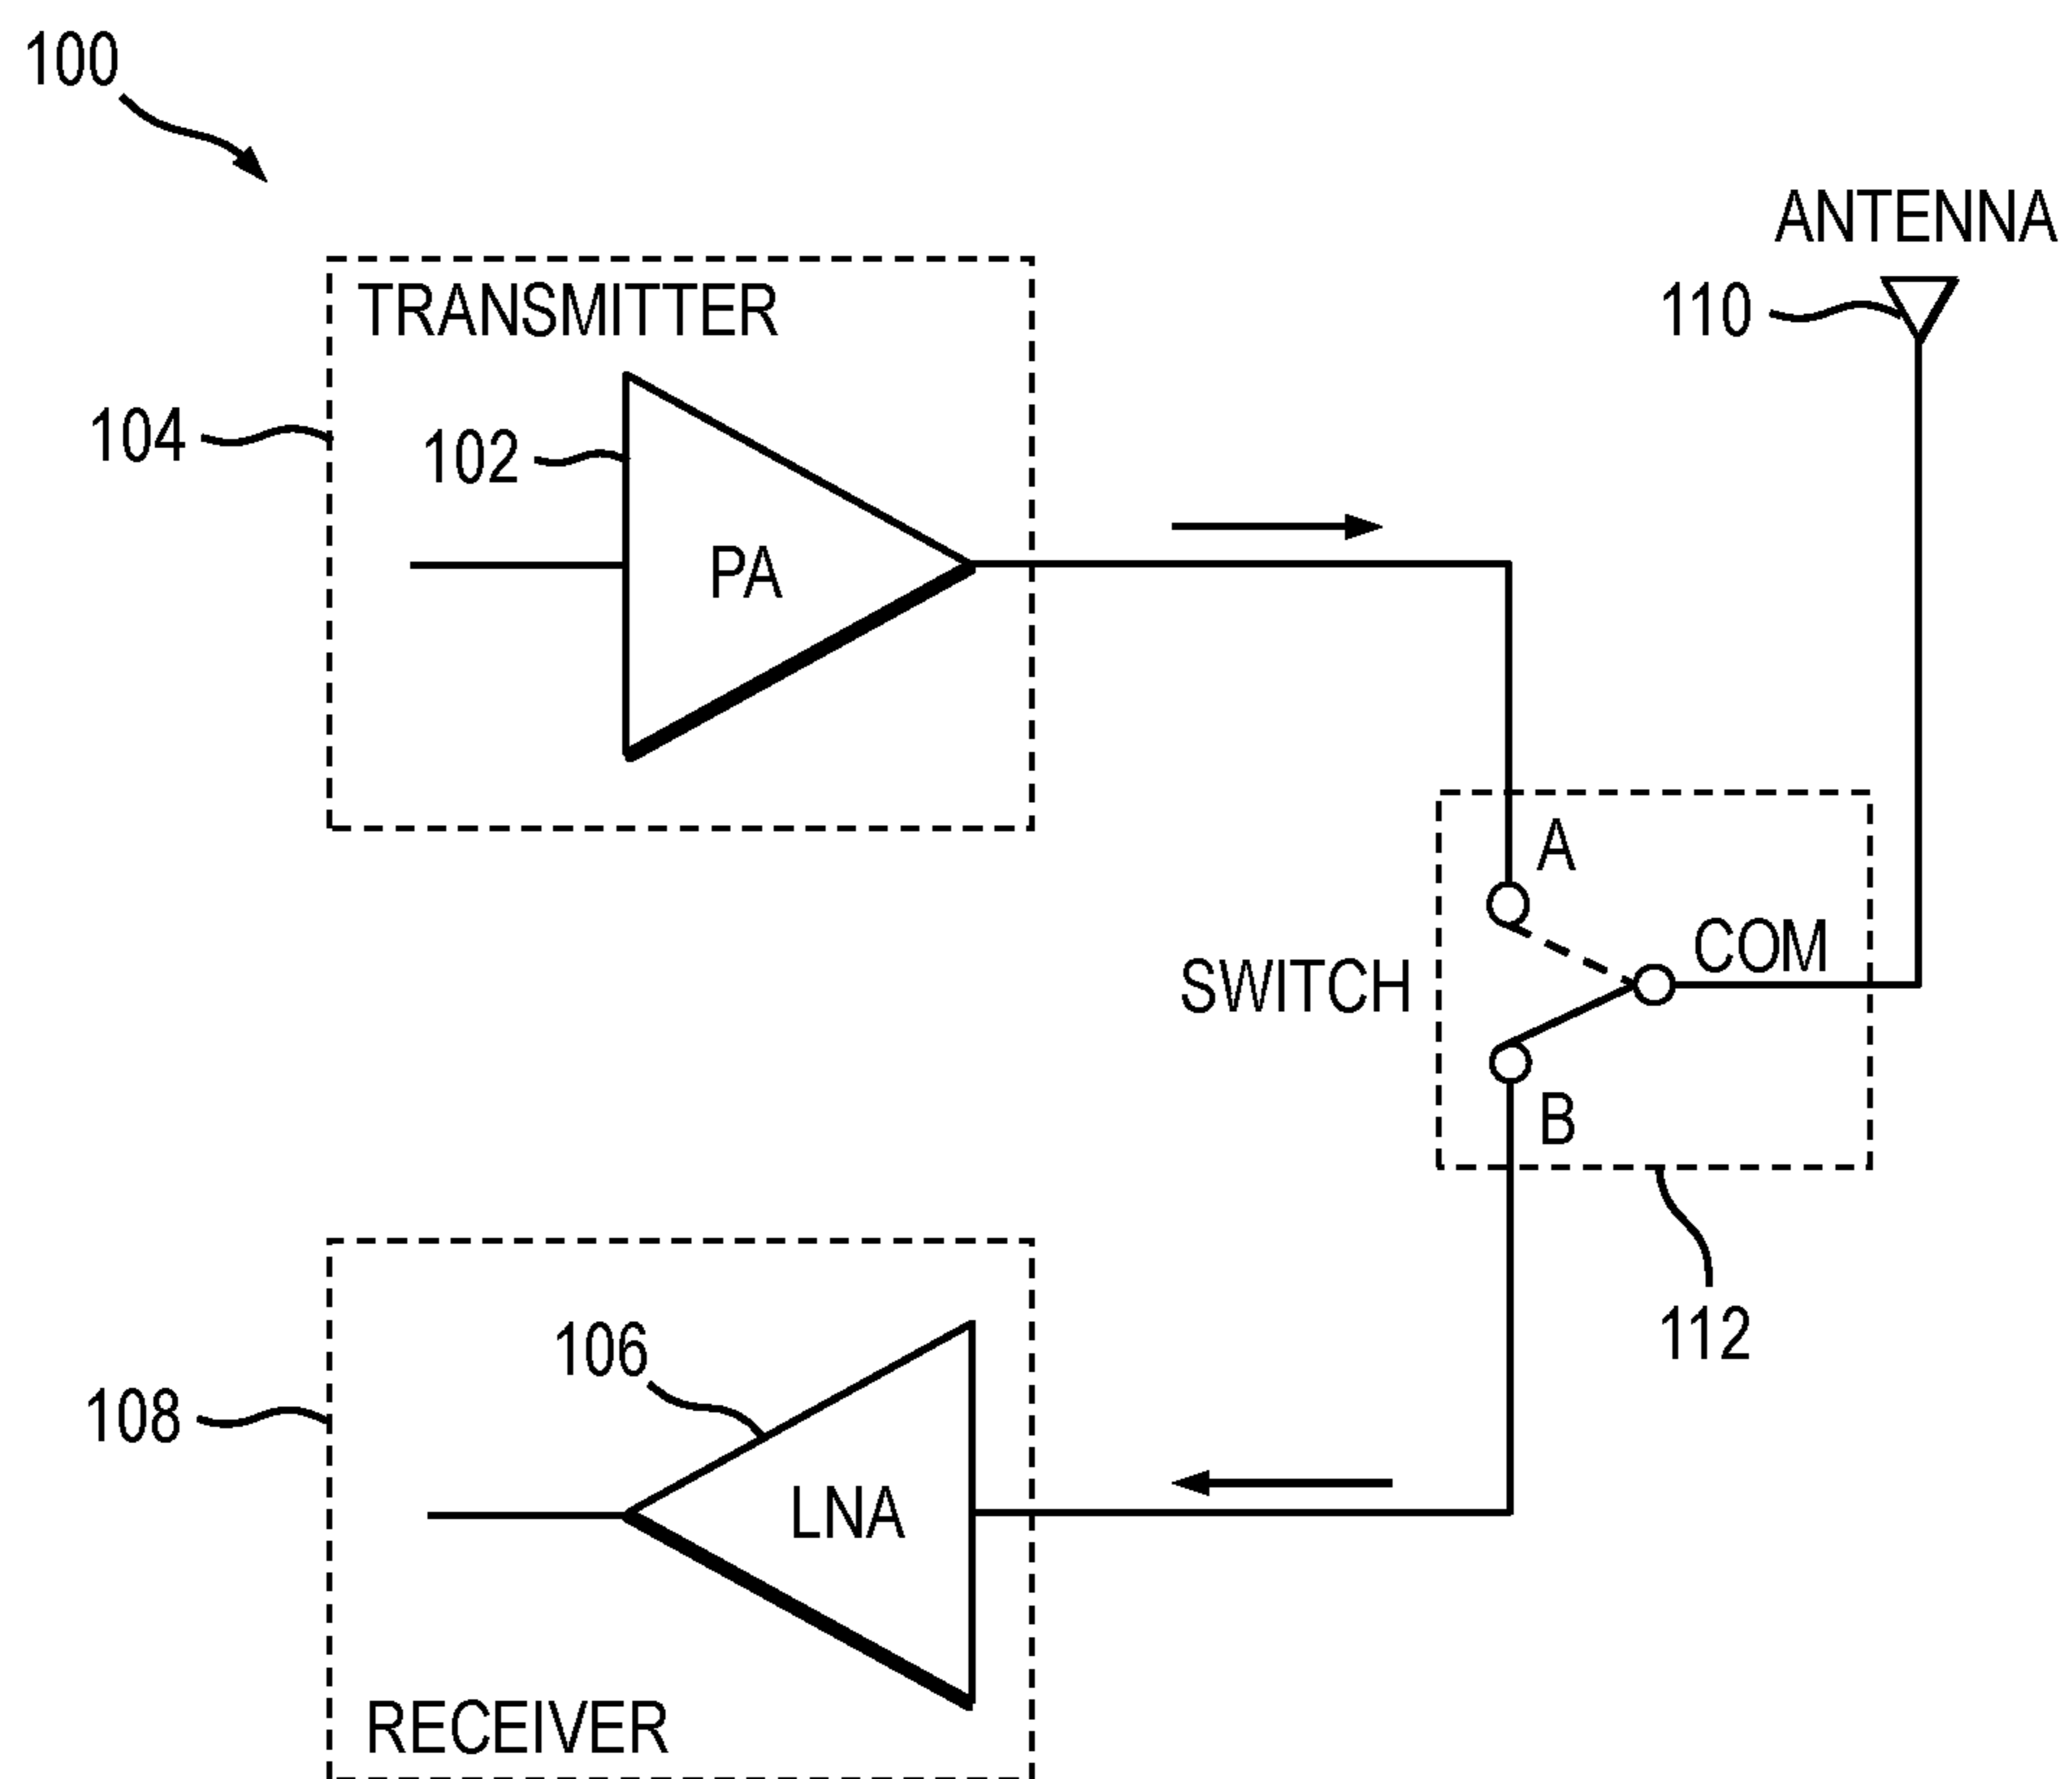 100
ANTENNA
TRANSMITTER
110
104
102
PA
A
COM
SWITCH
B
106
112
108
LNA
RECEIVER